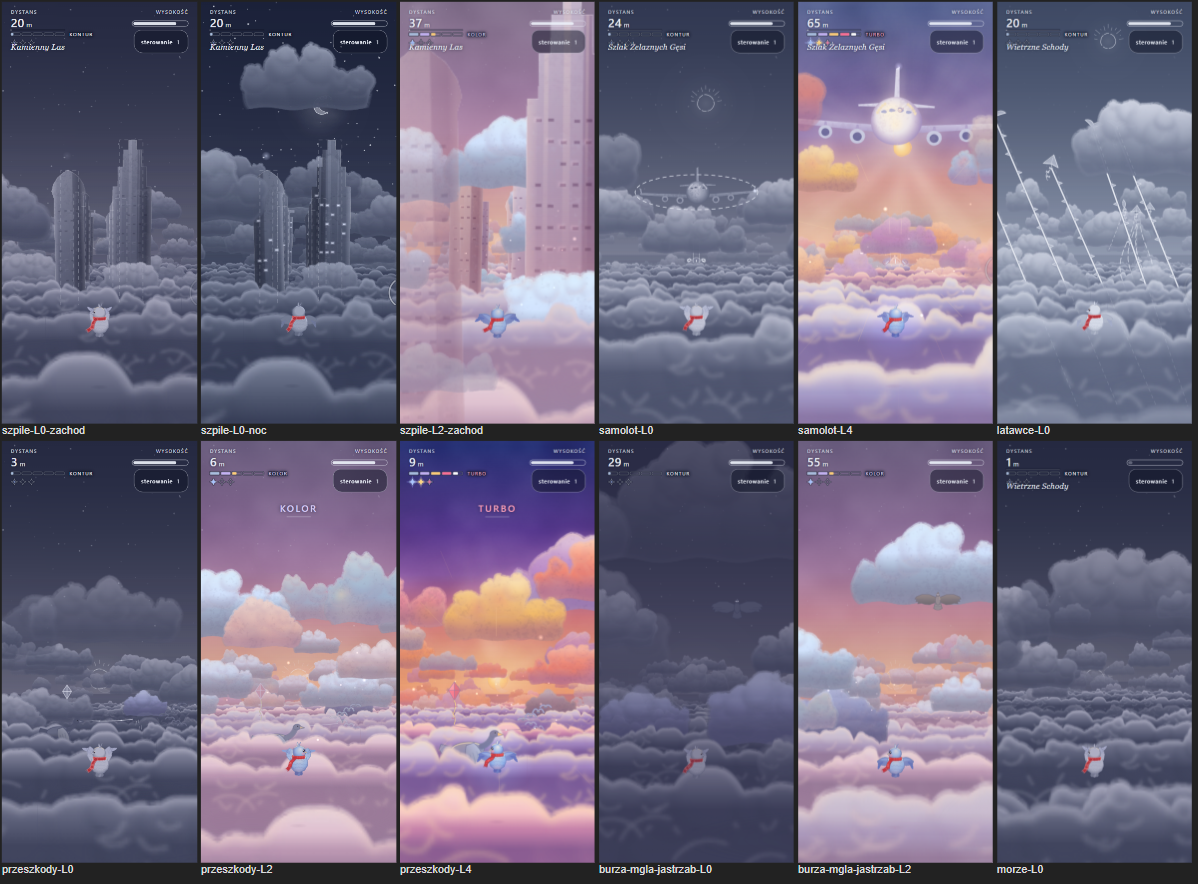 DYSTANS WYSOKOŚĆ
20 m
KONTUR
Kamienny Las
sterowanie
szpile-L0-zachod
DYSTANS WYSOKOŚĆ
20 m
KONTUR
Kamienny Las
sterowanie
szpile-L0-noc
DYSTANS WYSOKOŚĆ
37 m
KOLOR
Kamienny Las
sterowanie
szpile-L2-zachod
DYSTANS WYSOKOŚĆ
24 m
KONTUR
Szlak Żelaznych Gęsi
sterowanie
samolot-L0
DYSTANS WYSOKOŚĆ
65 m
TURBO
Szlak Żelaznych Gęsi
sterowanie
samolot-L4
DYSTANS WYSOKOŚĆ
20 m
KONTUR
Wietrzne Schody
sterowanie
latawce-L0
DYSTANS WYSOKOŚĆ
3 m
KONTUR
sterowanie
przeszkody-L0
DYSTANS WYSOKOŚĆ
6 m
KOLOR
sterowanie
KOLOR
przeszkody-L2
DYSTANS WYSOKOŚĆ
9 m
TURBO
sterowanie
TURBO
przeszkody-L4
DYSTANS WYSOKOŚĆ
29 m
KONTUR
sterowanie
burza-mgla-jastrzab-L0
DYSTANS WYSOKOŚĆ
55 m
KOLOR
sterowanie
burza-mgla-jastrzab-L2
DYSTANS WYSOKOŚĆ
1 m
KONTUR
Wietrzne Schody
sterowanie
morze-L0